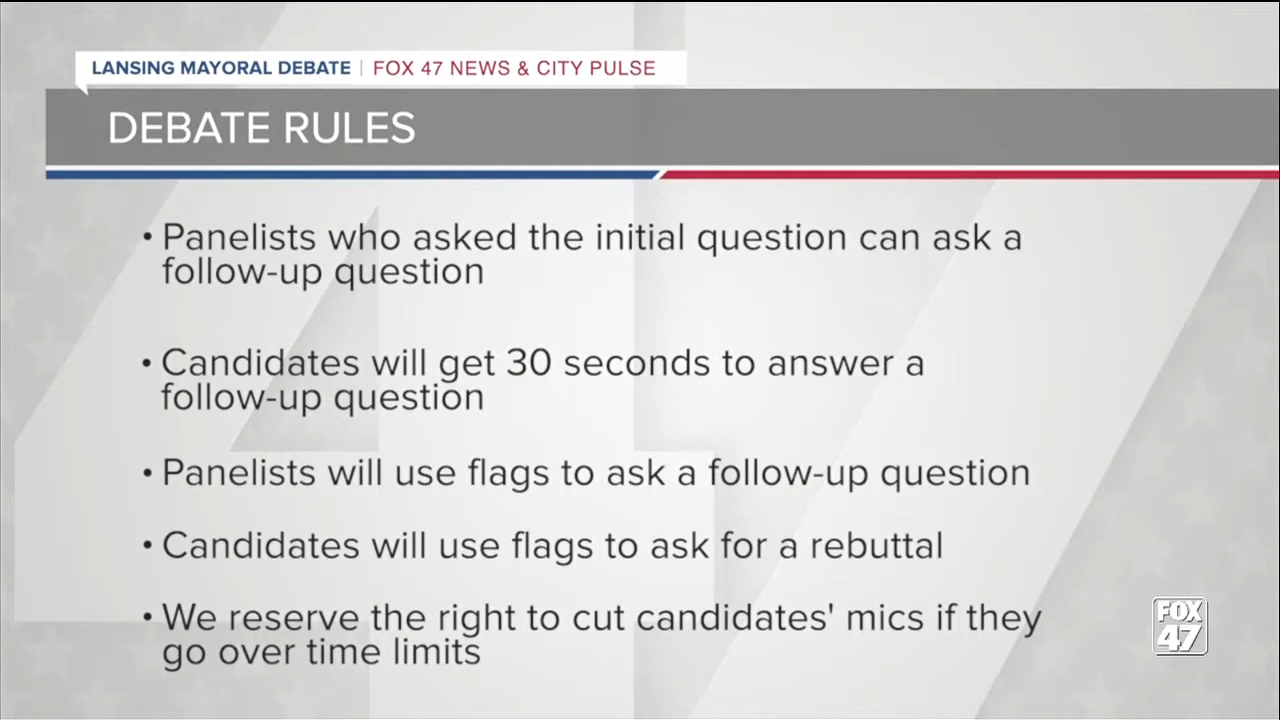 LANSING MAYORAL DEBATE | FOX 47 NEWS & CITY PULSE
DEBATE RULES
• Panelists who asked the initial question can ask a
follow-up question
• Candidates will get 30 seconds to answer a
follow-up question
• Panelists will use flags to ask a follow-up question
• Candidates will use flags to ask for a rebuttal
• We reserve the right to cut candidates' mics if they
go over time limits
FOX
47